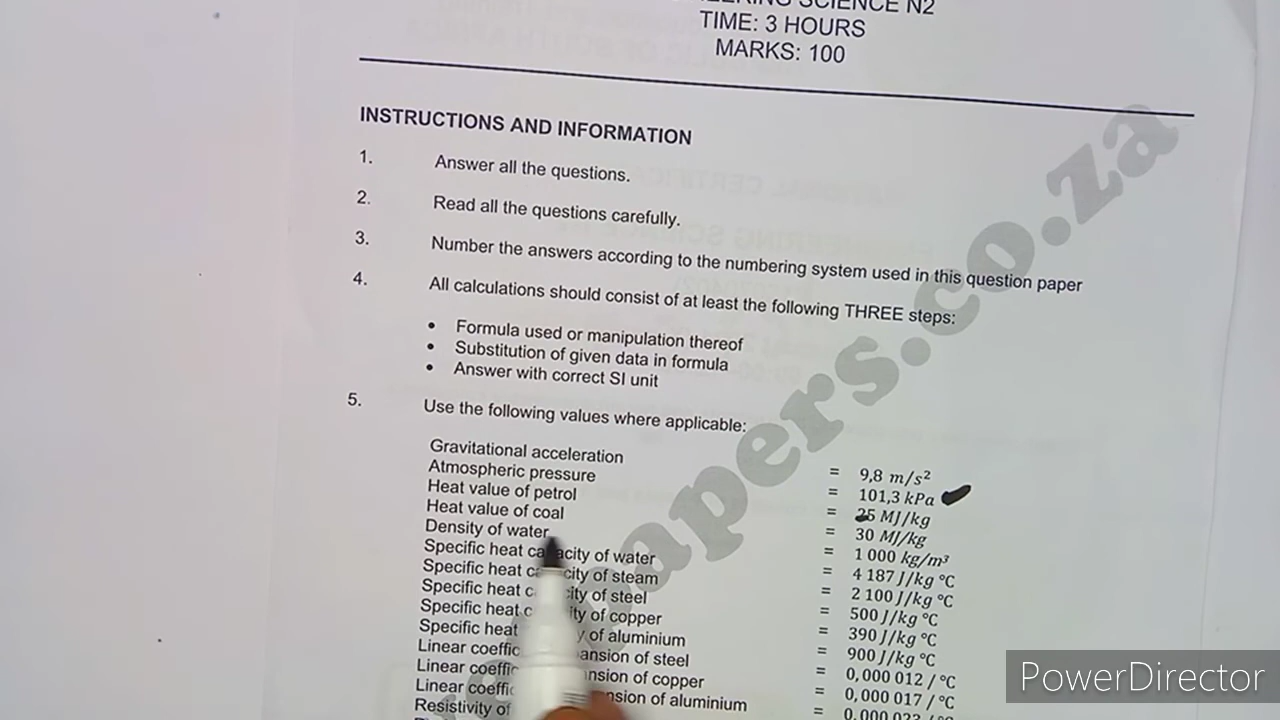 SCIENCE N2
TIME: 3 HOURS
MARKS: 100
INSTRUCTIONS AND INFORMATION
1. Answer all the questions.
2. Read all the questions carefully.
3. Number the answers according to the numbering system used in this question paper
4. All calculations should consist of at least the following THREE steps:
• Formula used or manipulation thereof
• Substitution of given data in formula
• Answer with correct SI unit
5. Use the following values where applicable:
Gravitational acceleration = 9,8 m/s²
Atmospheric pressure = 101,3 kPa
Heat value of petrol = 5 MJ/kg
Heat value of coal = 30 MJ/kg
Density of water = 1 000 kg/m³
Specific heat capacity of water = 4 187 J/kg °C
Specific heat capacity of steam = 2 100 J/kg °C
Specific heat capacity of steel = 500 J/kg °C
Specific heat capacity of copper = 390 J/kg °C
Specific heat of aluminium = 900 J/kg °C
Linear expansion of steel = 0,000 012 / °C
Linear expansion of copper = 0,000 017 / °C
Linear expansion of aluminium = 0,000 023 / °C
Resistivity of
papers.co.za
PowerDirector